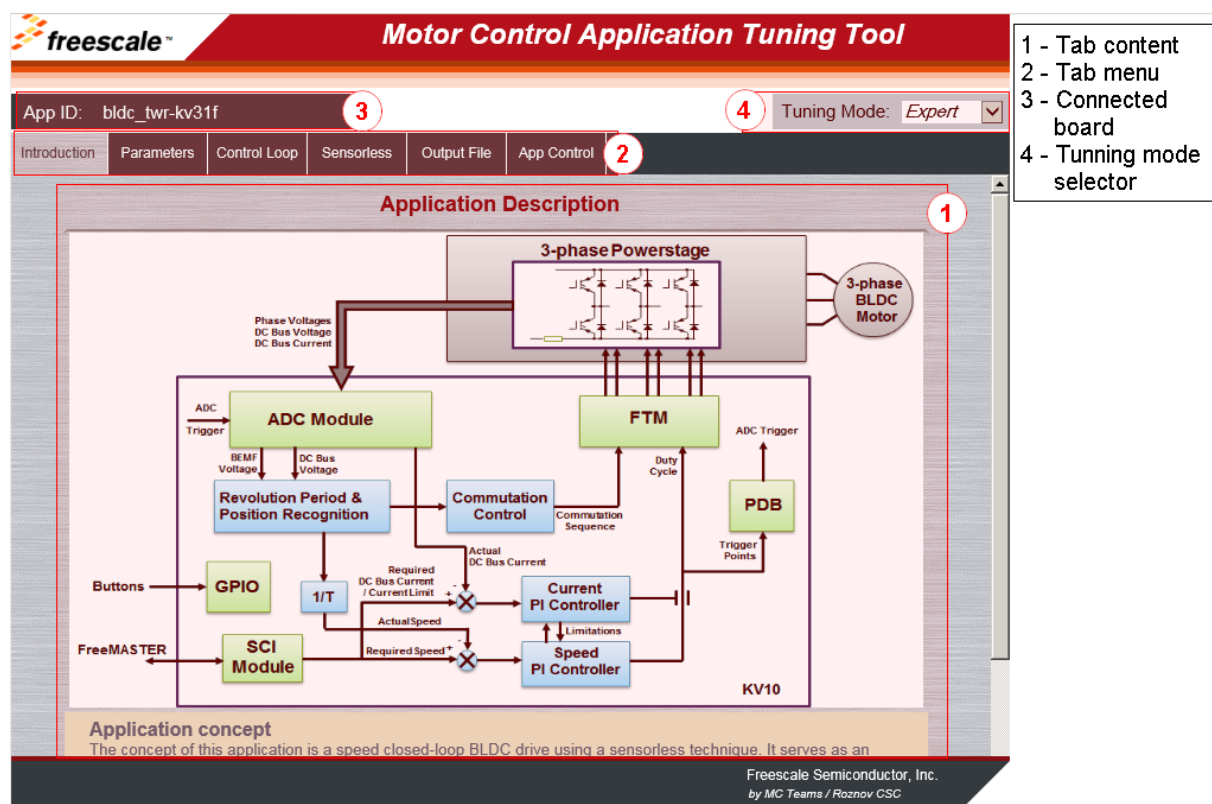 freescale™
Motor Control Application Tuning Tool
1 - Tab content
2 - Tab menu
3 - Connected
board
4 - Tunning mode
selector
App ID: bldc_twr-kv31f
3
4
Tuning Mode: Expert
Introduction Parameters Control Loop Sensorless Output File App Control
2
1
Application Description
3-phase Powerstage
3-phase
BLDC
Motor
Phase Voltages
DC Bus Voltage
DC Bus Current
ADC
Trigger
ADC Module
FTM
ADC Trigger
BEMF
Voltage
DC Bus
Voltage
Duty
Cycle
Revolution Period &
Position Recognition
Commutation
Control
Commutation
Sequence
PDB
Trigger
Points
Actual
DC Bus Current
Required
DC Bus Current
/ Current Limit
-
+
Buttons
GPIO
1/T
Current
PI Controller
Actual Speed
Limitations
FreeMASTER
SCI
Module
Required Speed
+
-
Speed
PI Controller
KV10
Application concept
The concept of this application is a speed closed-loop BLDC drive using a sensorless technique. It serves as an
Freescale Semiconductor, Inc.
by MC Teams / Roznov CSC